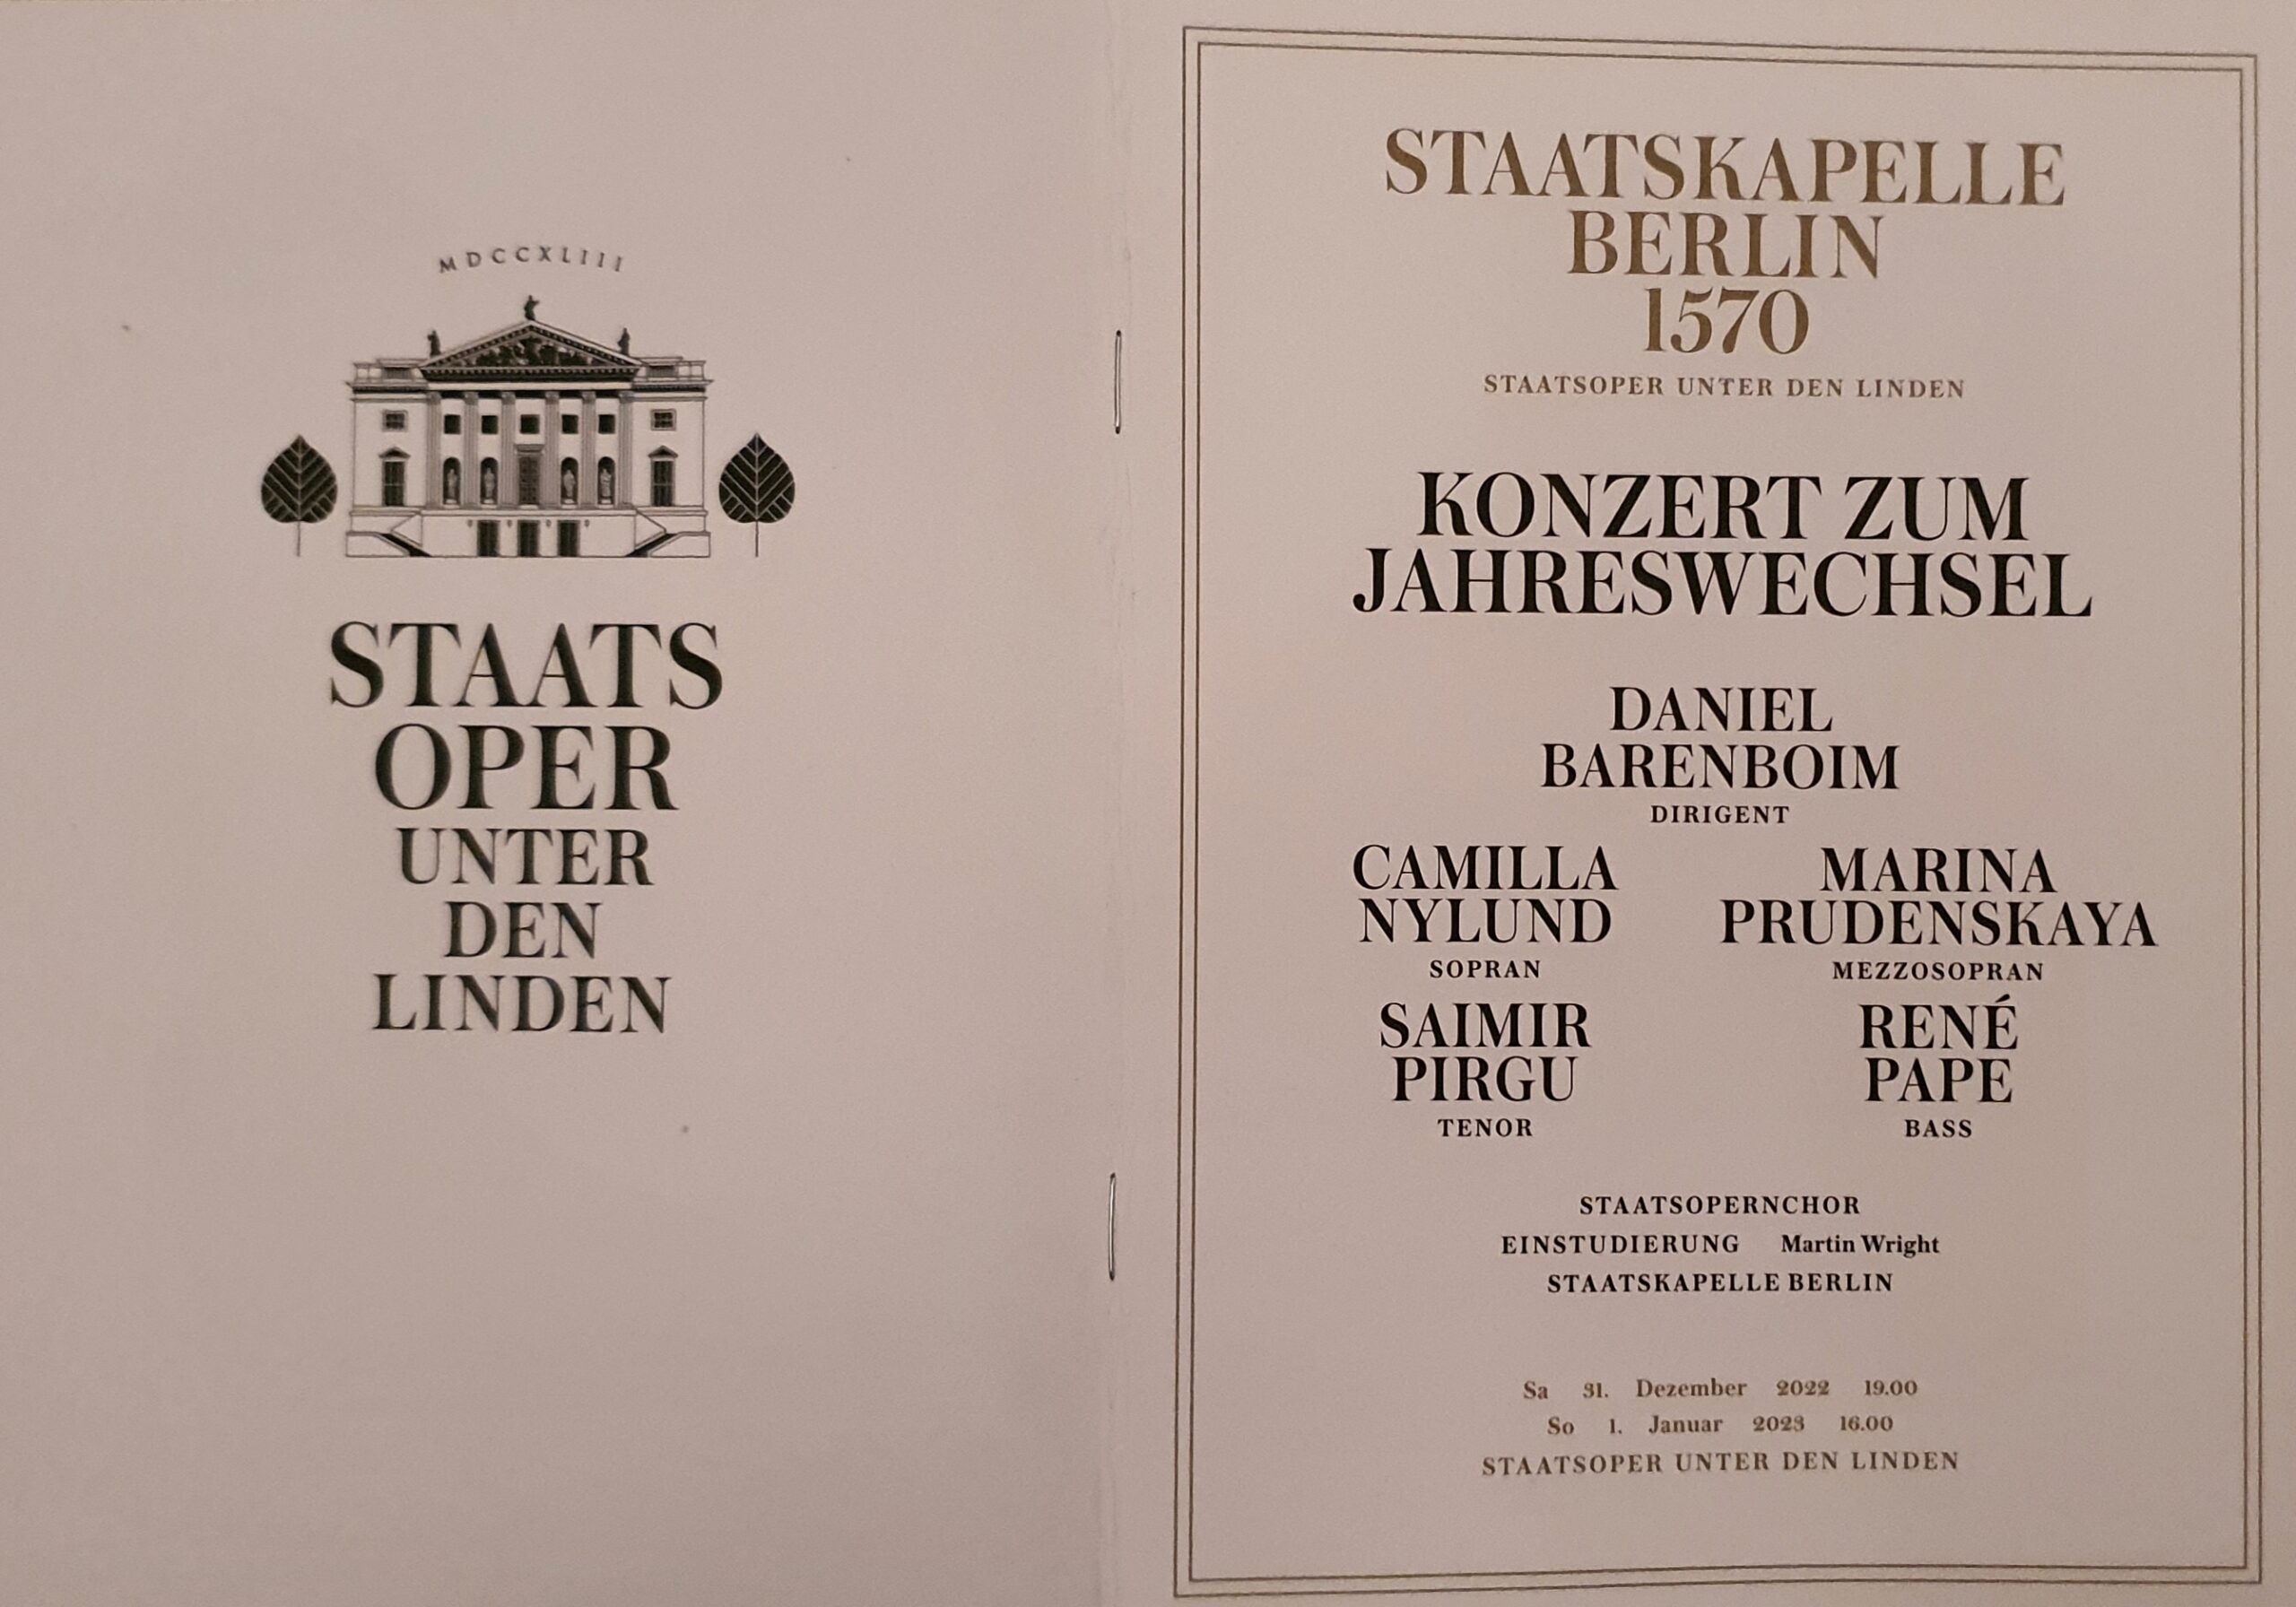 MDCCXLIII
STAATS
OPER
UNTER
DEN
LINDEN
STAATSKAPELLE
BERLIN
1570
STAATSOPER UNTER DEN LINDEN
KONZERT ZUM
JAHRESWECHSEL
DANIEL
BARENBOIM
DIRIGENT
CAMILLA
NYLUND
SOPRAN
MARINA
PRUDENSKAYA
MEZZOSOPRAN
SAIMIR
PIRGU
TENOR
RENÉ
PAPE
BASS
STAATSOPERNCHOR
EINSTUDIERUNG Martin Wright
STAATSKAPELLE BERLIN
Sa 31. Dezember 2022 19.00
So 1. Januar 2023 16.00
STAATSOPER UNTER DEN LINDEN